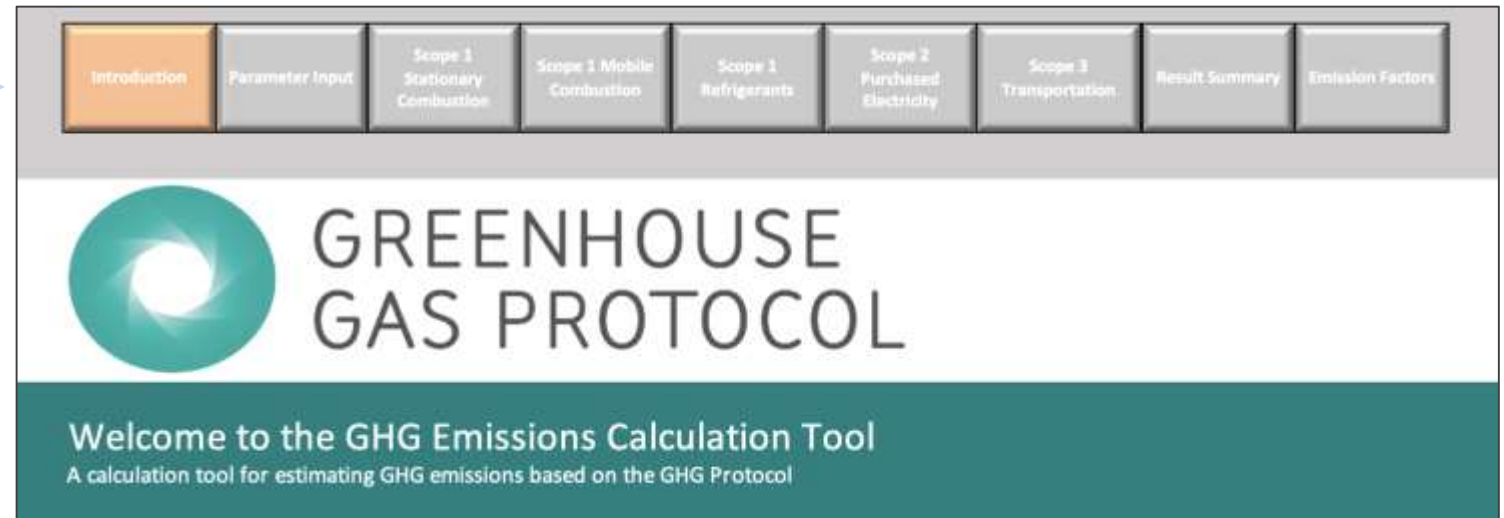 Introduction
Parameter Input
Scope 1
Stationary
Combustion
Scope 1 Mobile
Combustion
Scope 1
Refrigerants
Scope 2
Purchased
Electricity
Scope 3
Transportation
Result Summary
Emission Factors
GREENHOUSE
GAS PROTOCOL
Welcome to the GHG Emissions Calculation Tool
A calculation tool for estimating GHG emissions based on the GHG Protocol